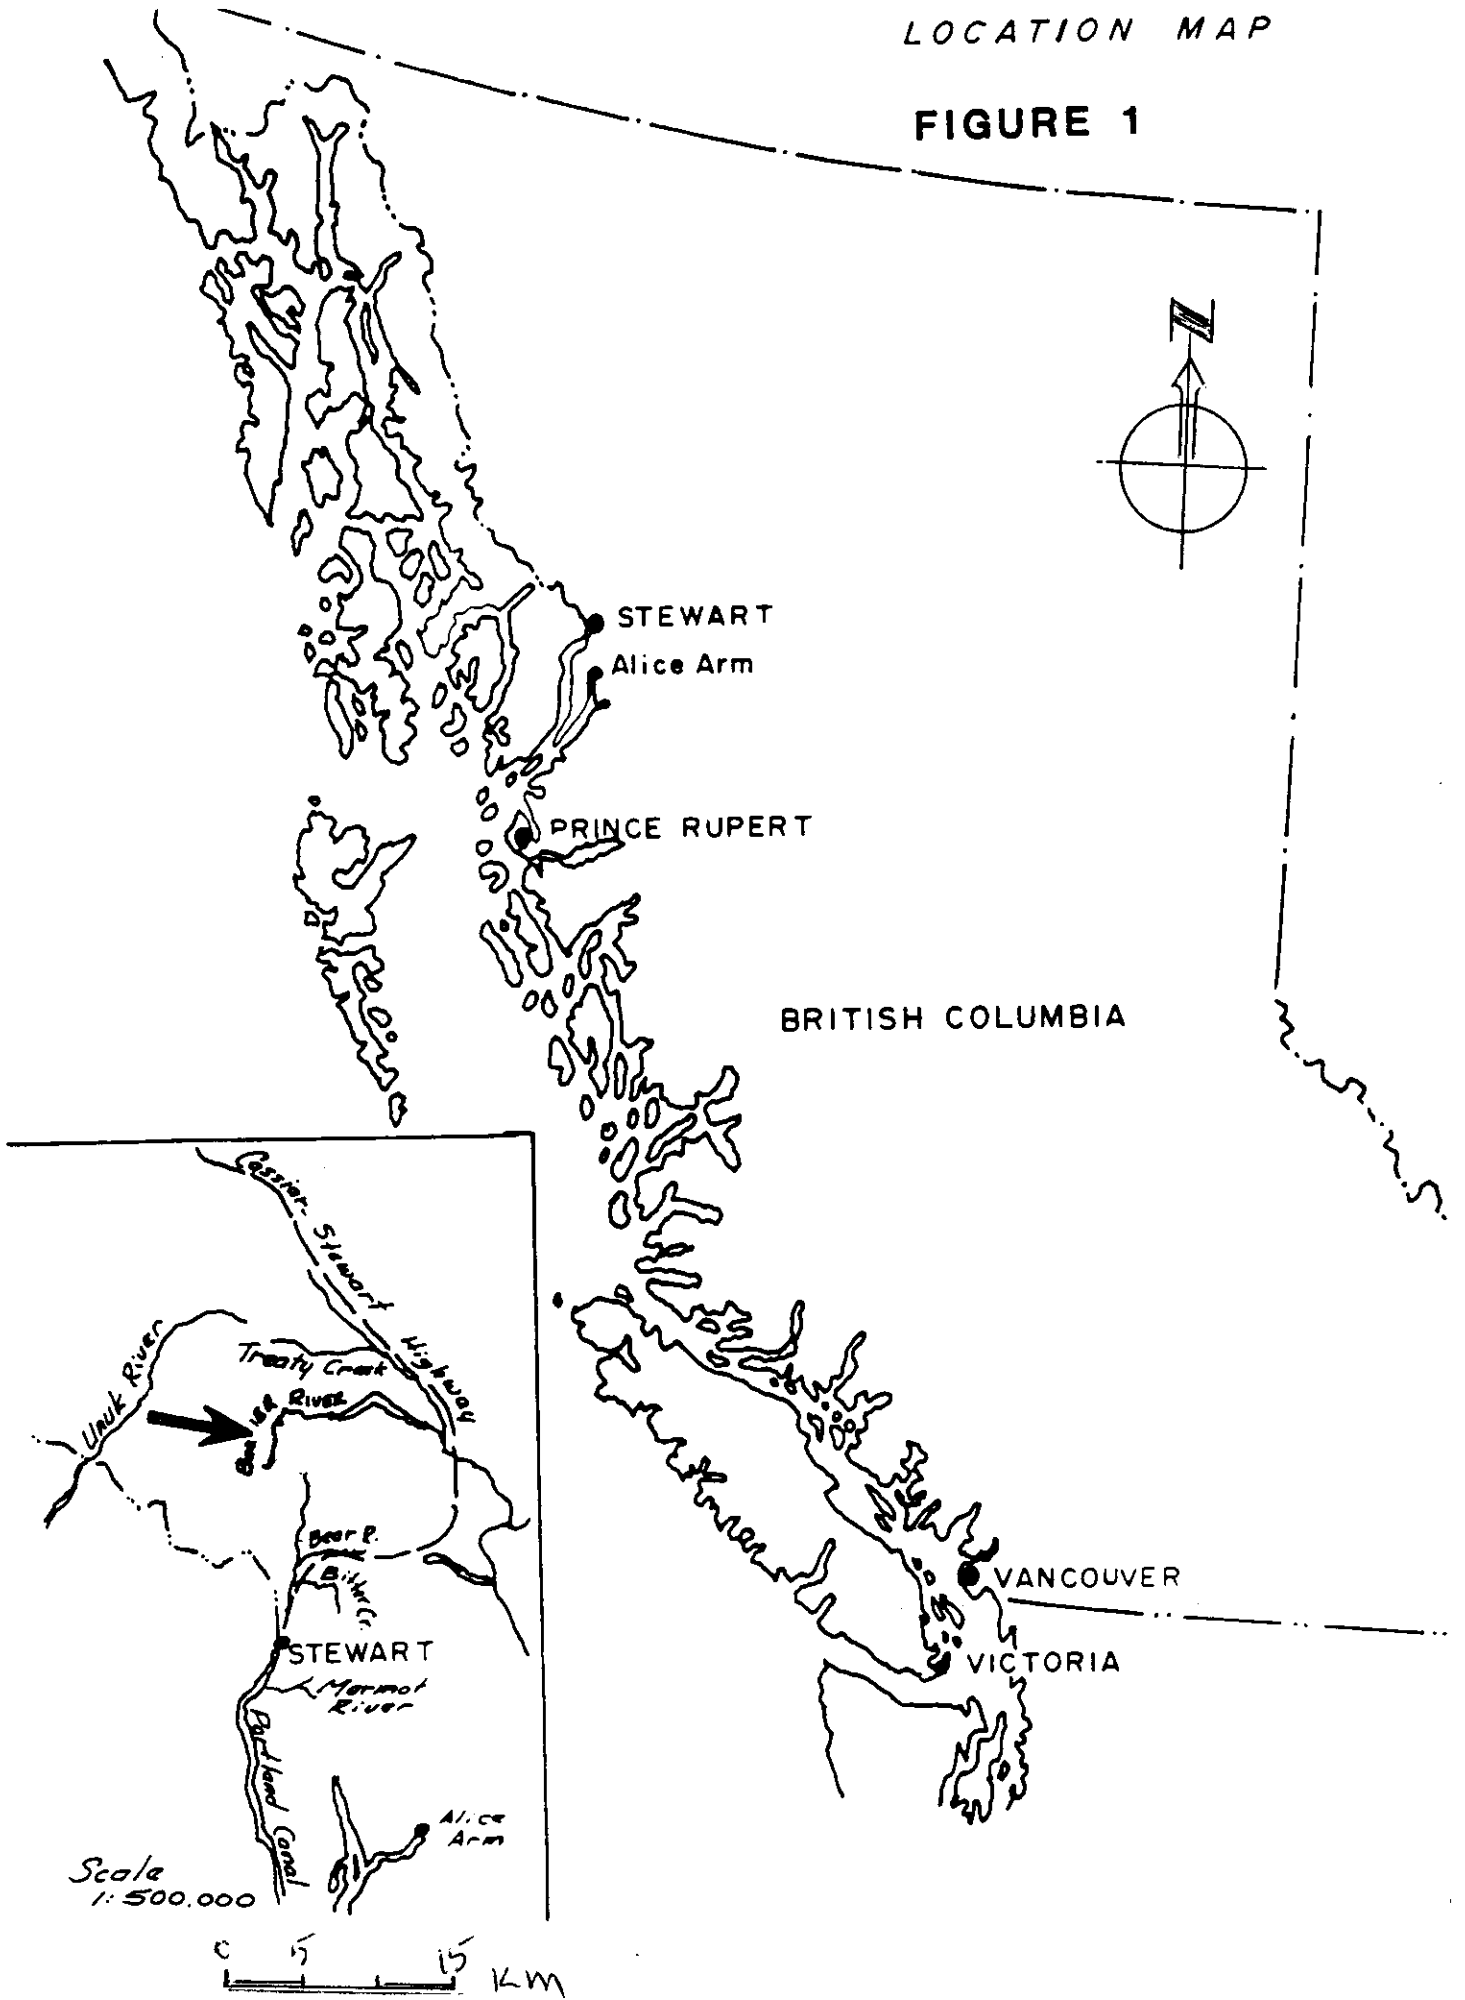 LOCATION MAP
FIGURE 1
N
STEWART
Alice Arm
PRINCE RUPERT
BRITISH COLUMBIA
VANCOUVER
VICTORIA
Cassiar-Stewart Highway
Unuk River
Treaty Creek
RIVER
Bear R.
Bitter Cr.
STEWART
Marmot
River
Portland Canal
Alice
Arm
Scale
1:500,000
0 5 15 KM